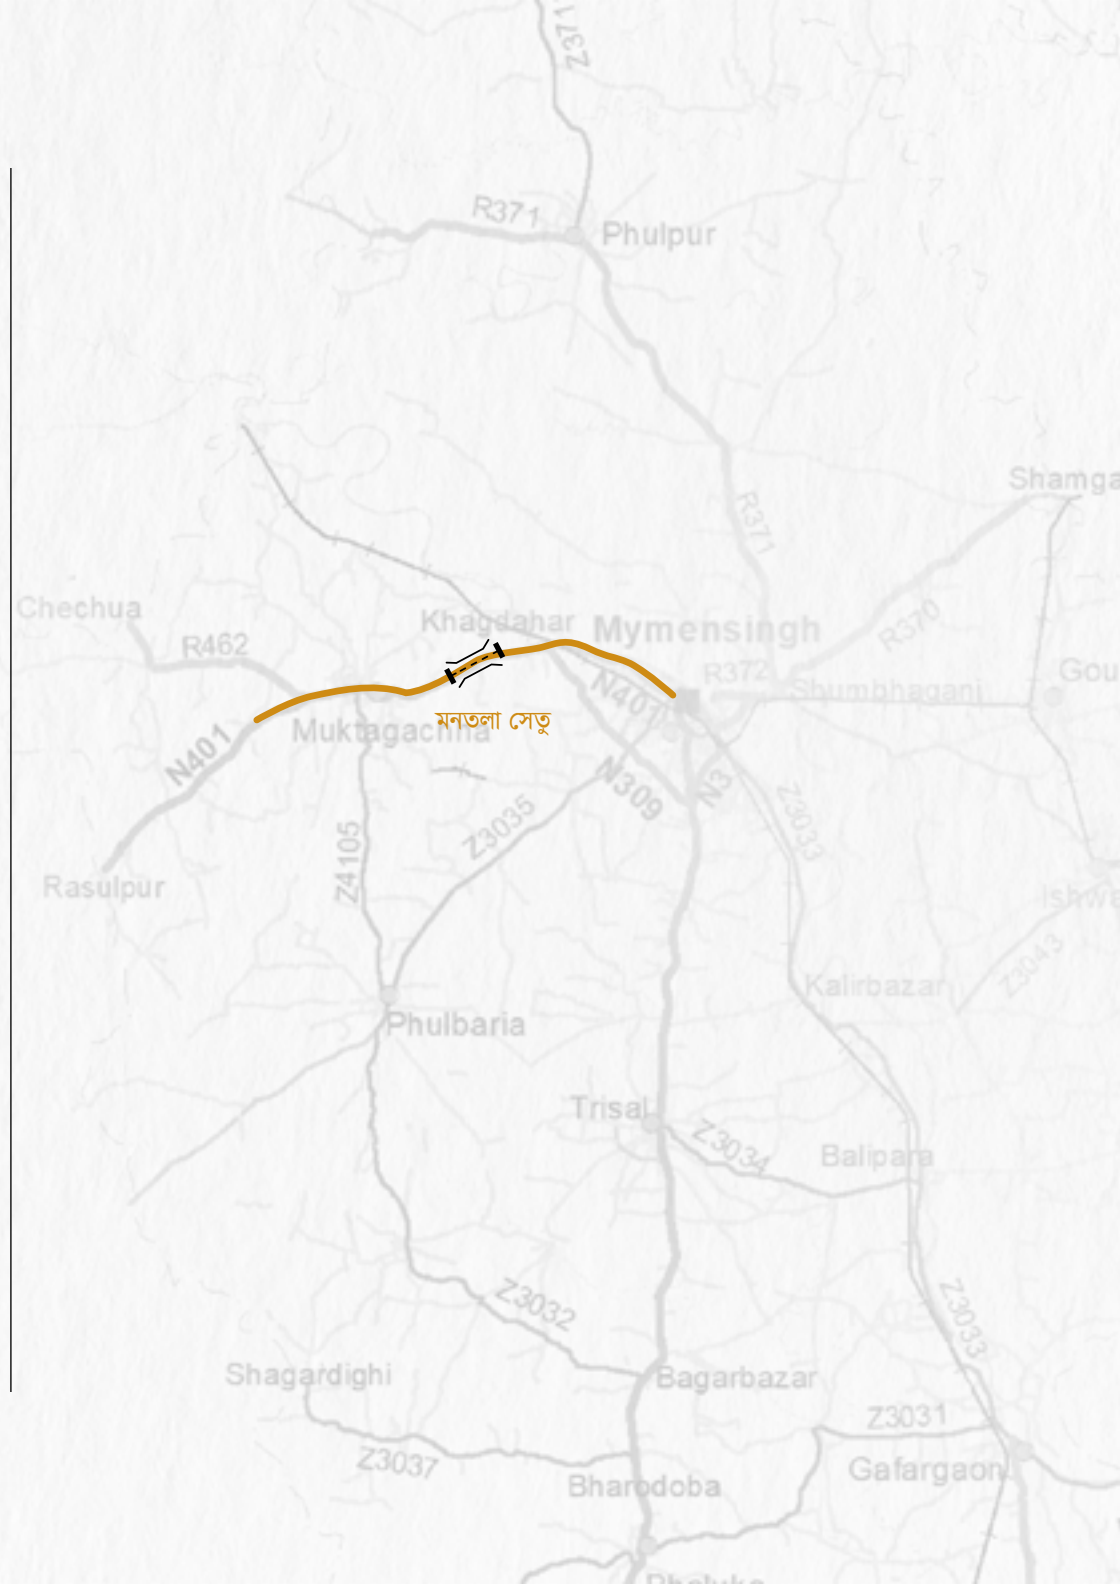 Z371
R371
Phulpur
R371
Shamga
Chechua
R462
Khagdahar
Mymensingh
R370
R372
Gou
Shumbhaganj
N401
মনতলা সেতু
Muktagachha
N401
N309
N3
Z3033
Z3035
Z4105
Rasulpur
Ishwa
Z3043
Kalirbazar
Phulbaria
Trisal
Z3034
Balipara
Z3032
Z3033
Shagardighi
Bagarbazar
Z3031
Z3037
Gafargaon
Bharodoba
Bhaluka